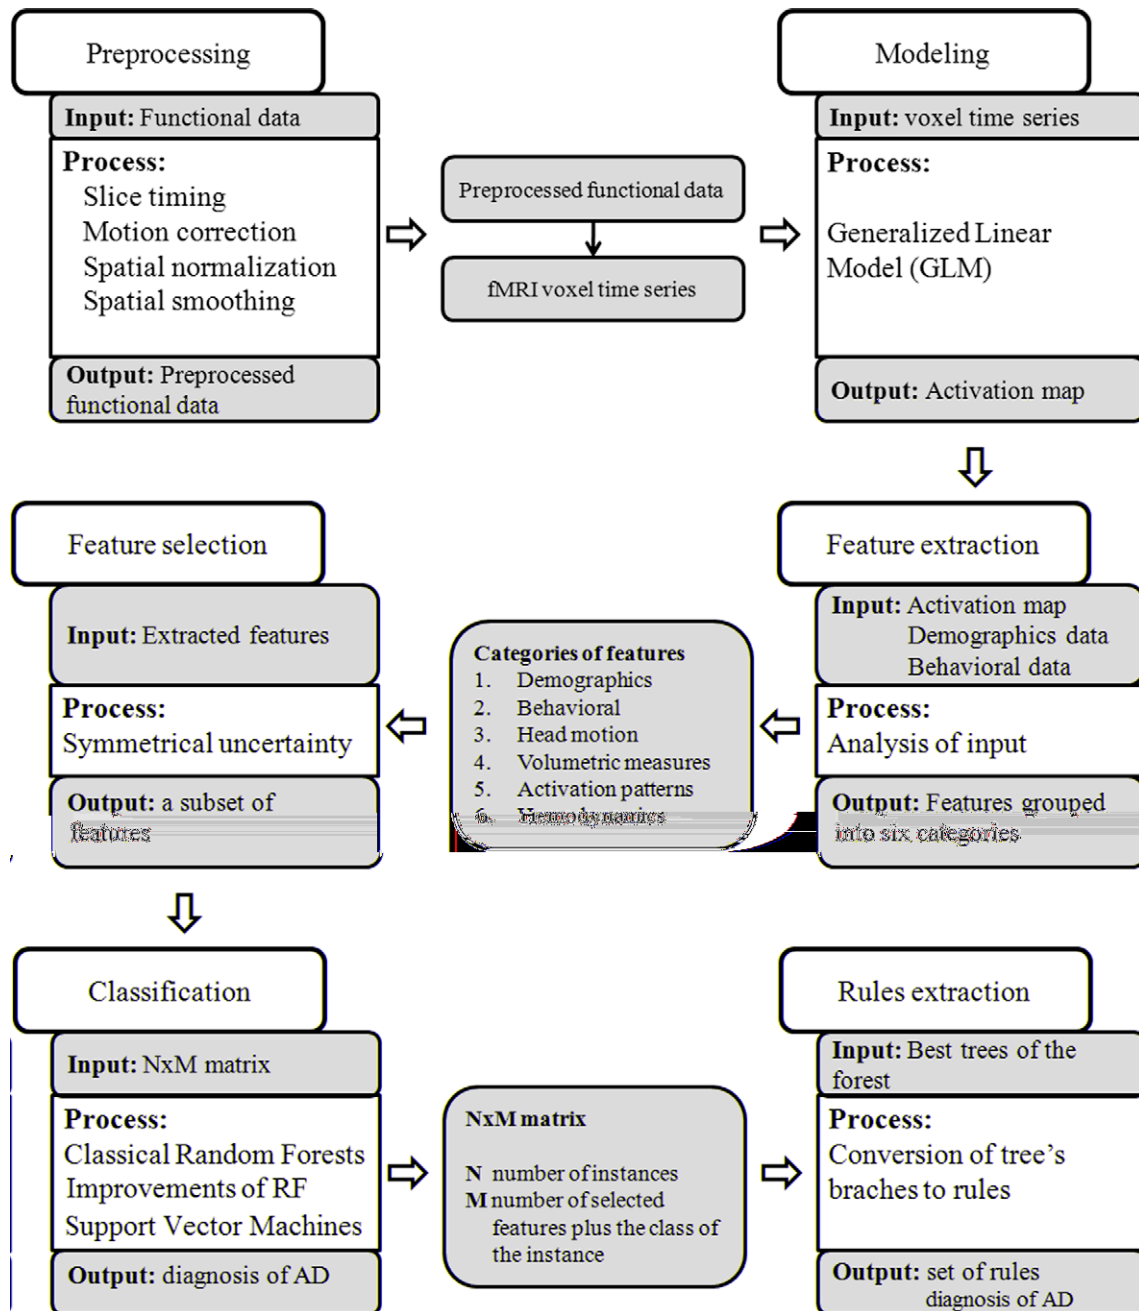 Preprocessing
Input: Functional data
Process:
Slice timing
Motion correction
Spatial normalization
Spatial smoothing
Output: Preprocessed
functional data
Preprocessed functional data
fMRI voxel time series
Modeling
Input: voxel time series
Process:
Generalized Linear
Model (GLM)
Output: Activation map
Feature extraction
Input: Activation map
Demographics data
Behavioral data
Process:
Analysis of input
Output: Features grouped
into six categories
Categories of features
1. Demographics
2. Behavioral
3. Head motion
4. Volumetric measures
5. Activation patterns
6. Hemodynamics
Feature selection
Input: Extracted features
Process:
Symmetrical uncertainty
Output: a subset of
features
Classification
Input: NxM matrix
Process:
Classical Random Forests
Improvements of RF
Support Vector Machines
Output: diagnosis of AD
NxM matrix
N number of instances
M number of selected
features plus the class of
the instance
Rules extraction
Input: Best trees of the
forest
Process:
Conversion of tree's
braches to rules
Output: set of rules
diagnosis of AD